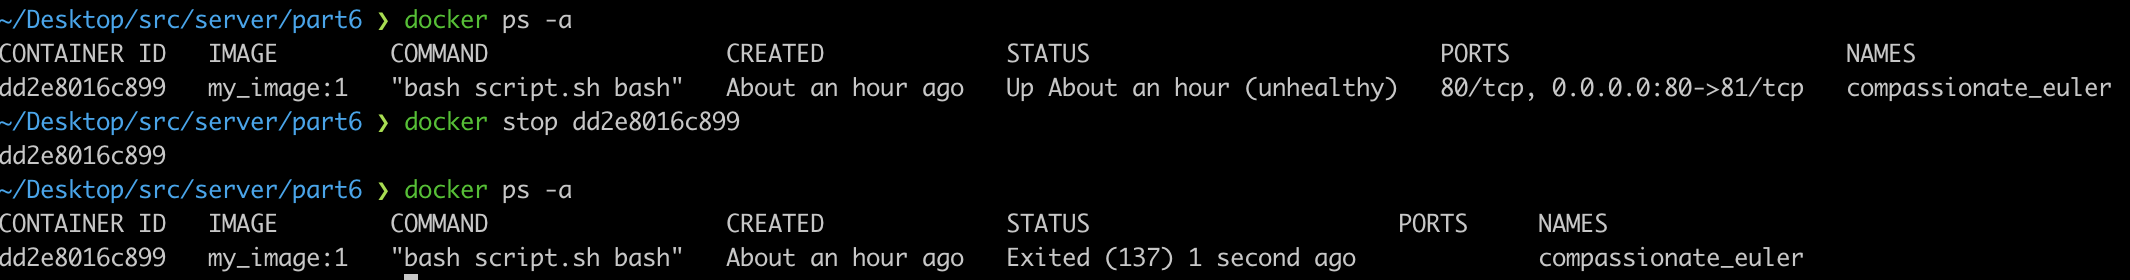 ~/Desktop/src/server/part6 ❯ docker ps -a
CONTAINER ID   IMAGE        COMMAND                 CREATED             STATUS                         PORTS                        NAMES
dd2e8016c899   my_image:1   "bash script.sh bash"   About an hour ago   Up About an hour (unhealthy)   80/tcp, 0.0.0.0:80->81/tcp   compassionate_euler
~/Desktop/src/server/part6 ❯ docker stop dd2e8016c899
dd2e8016c899
~/Desktop/src/server/part6 ❯ docker ps -a
CONTAINER ID   IMAGE        COMMAND                 CREATED             STATUS                      PORTS     NAMES
dd2e8016c899   my_image:1   "bash script.sh bash"   About an hour ago   Exited (137) 1 second ago             compassionate_euler